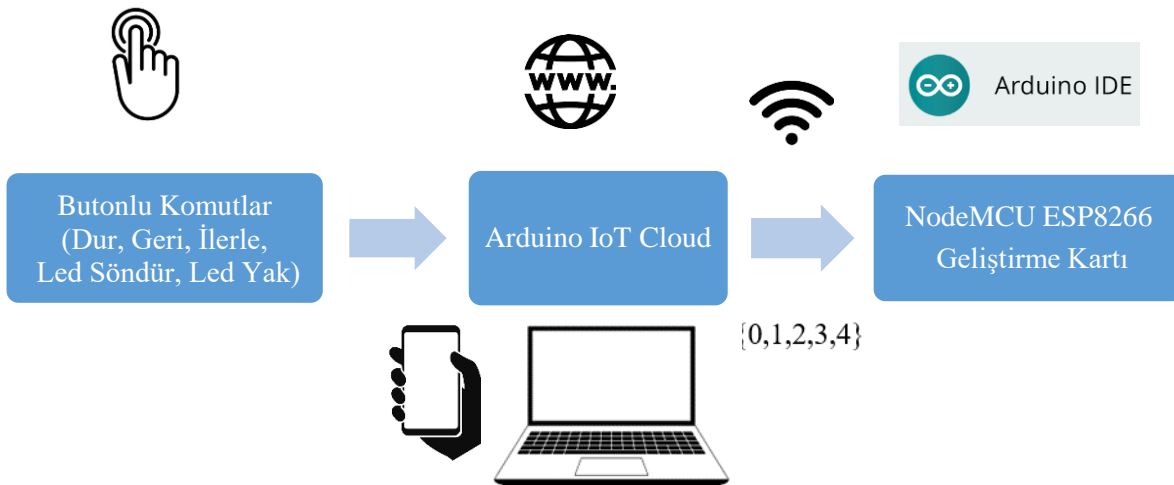 www.
Arduino IDE
Butonlu Komutlar
(Dur, Geri, İlerle,
Led Söndür, Led Yak)
Arduino IoT Cloud
NodeMCU ESP8266
Geliştirme Kartı
{0,1,2,3,4}